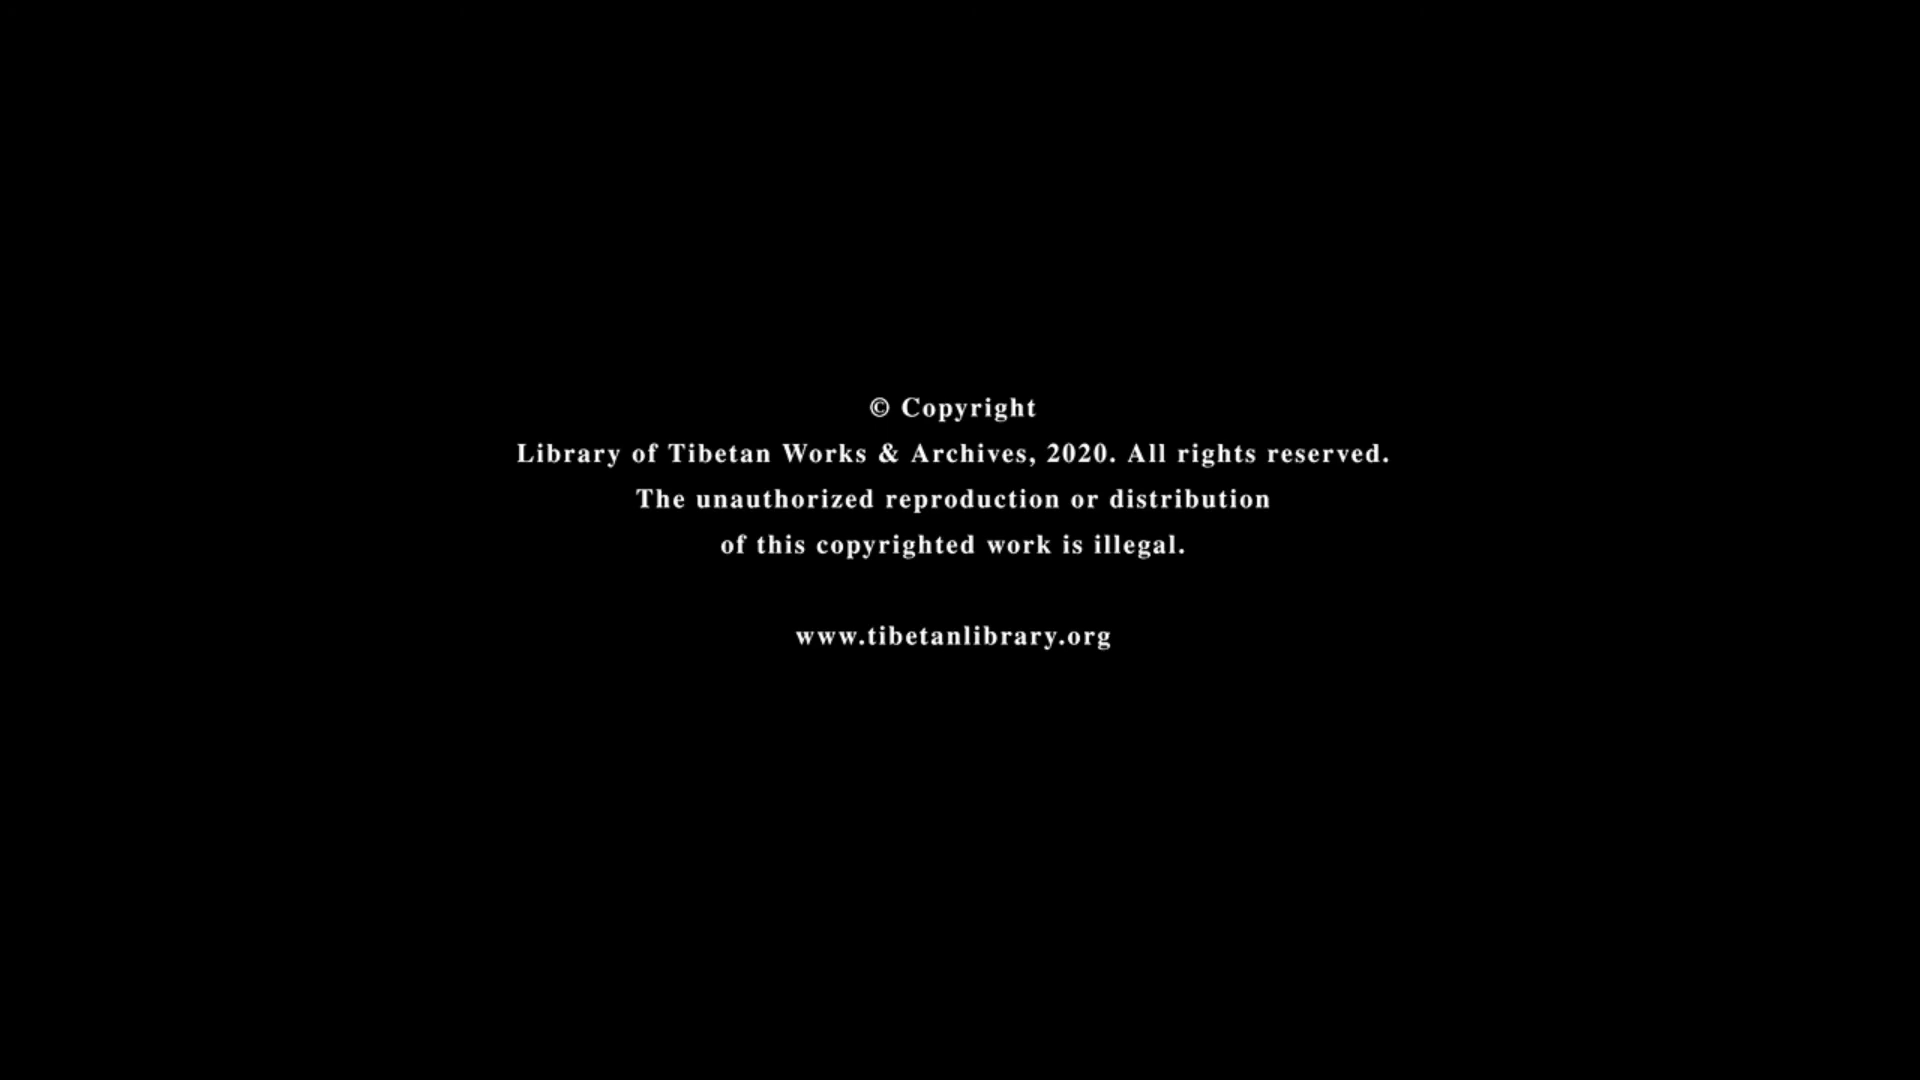 © Copyright
Library of Tibetan Works & Archives, 2020. All rights reserved.
The unauthorized reproduction or distribution
of this copyrighted work is illegal.
www.tibetanlibrary.org